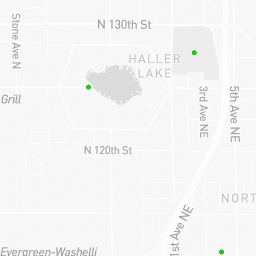 Stone Ave N
N 130th St
HALLER
LAKE
Grill
3rd Ave NE
5th Ave NE
N 120th St
NORT
1st Ave NE
Evergreen-Washelli